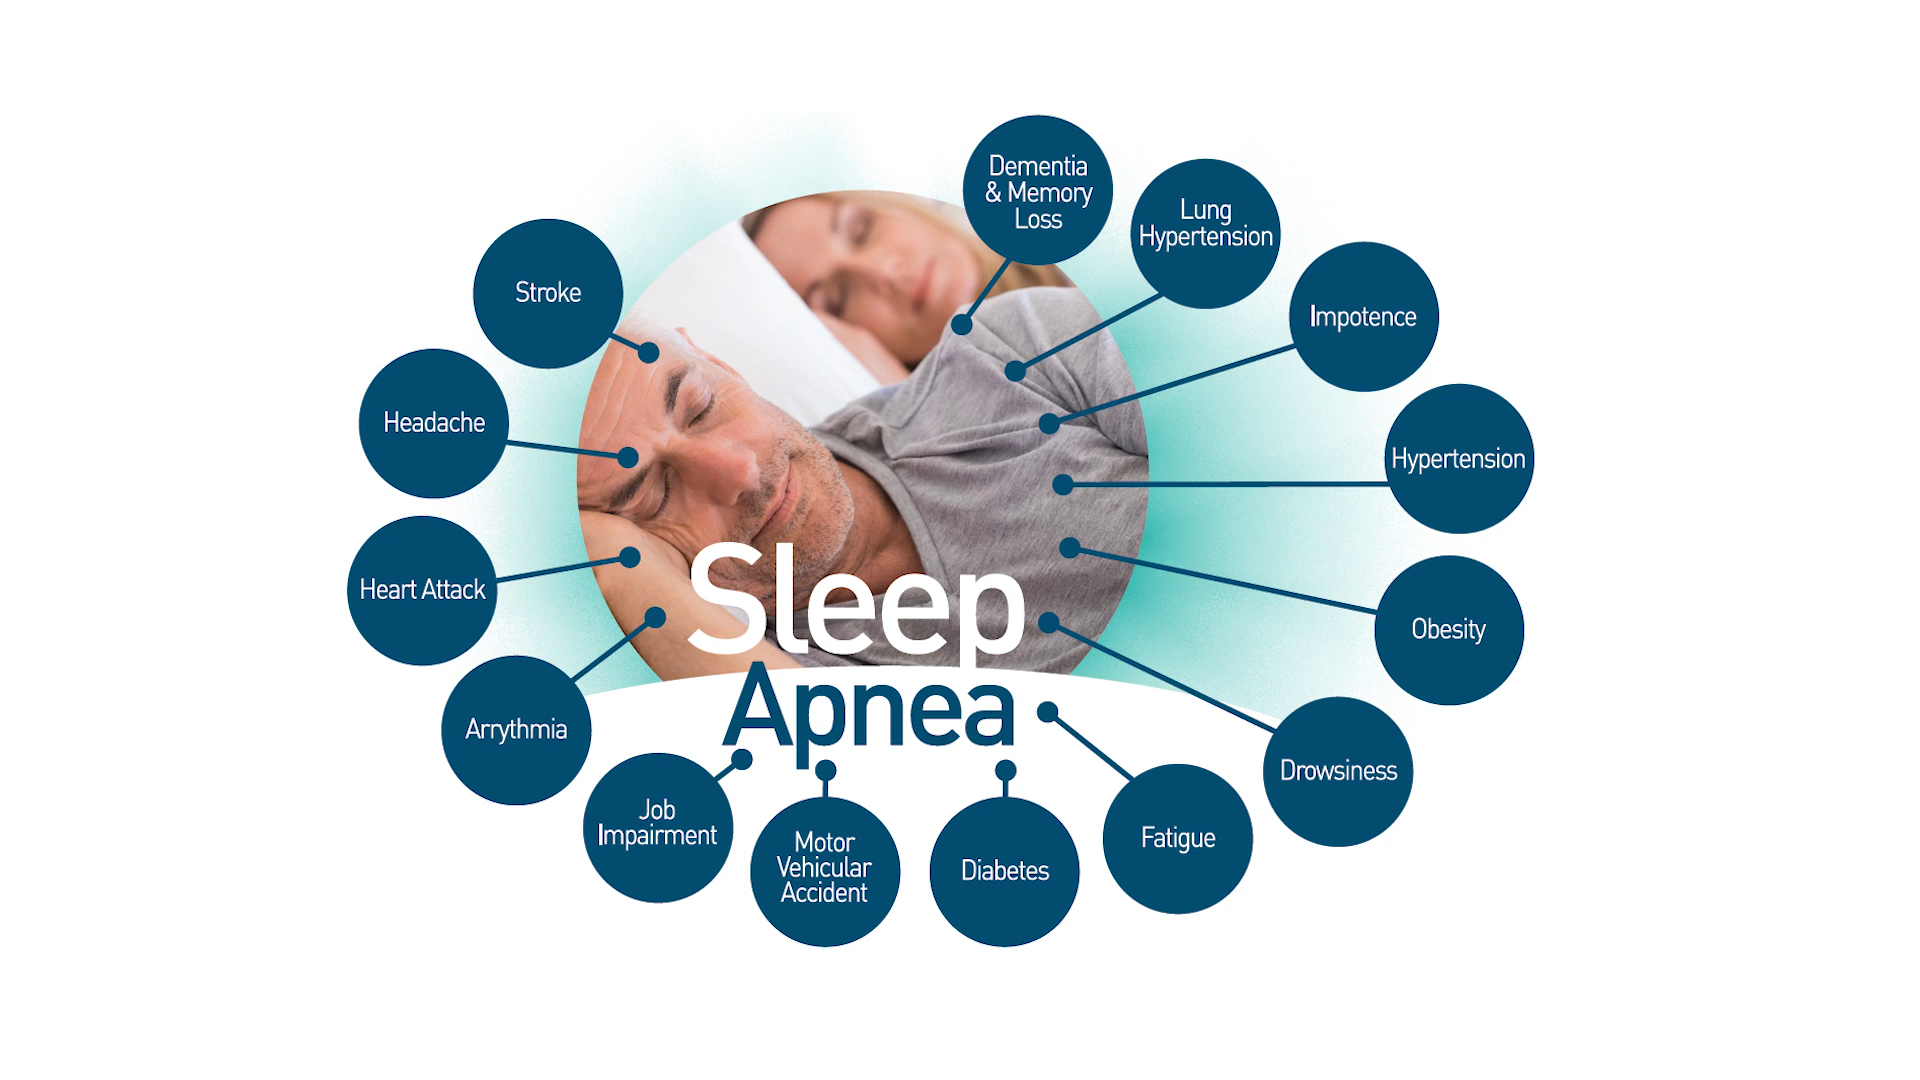 Dementia
& Memory
Loss
Lung
Hypertension
Impotence
Hypertension
Obesity
Drowsiness
Fatigue
Diabetes
Motor
Vehicular
Accident
Job
Impairment
Arrythmia
Heart Attack
Headache
Stroke
Sleep
Apnea